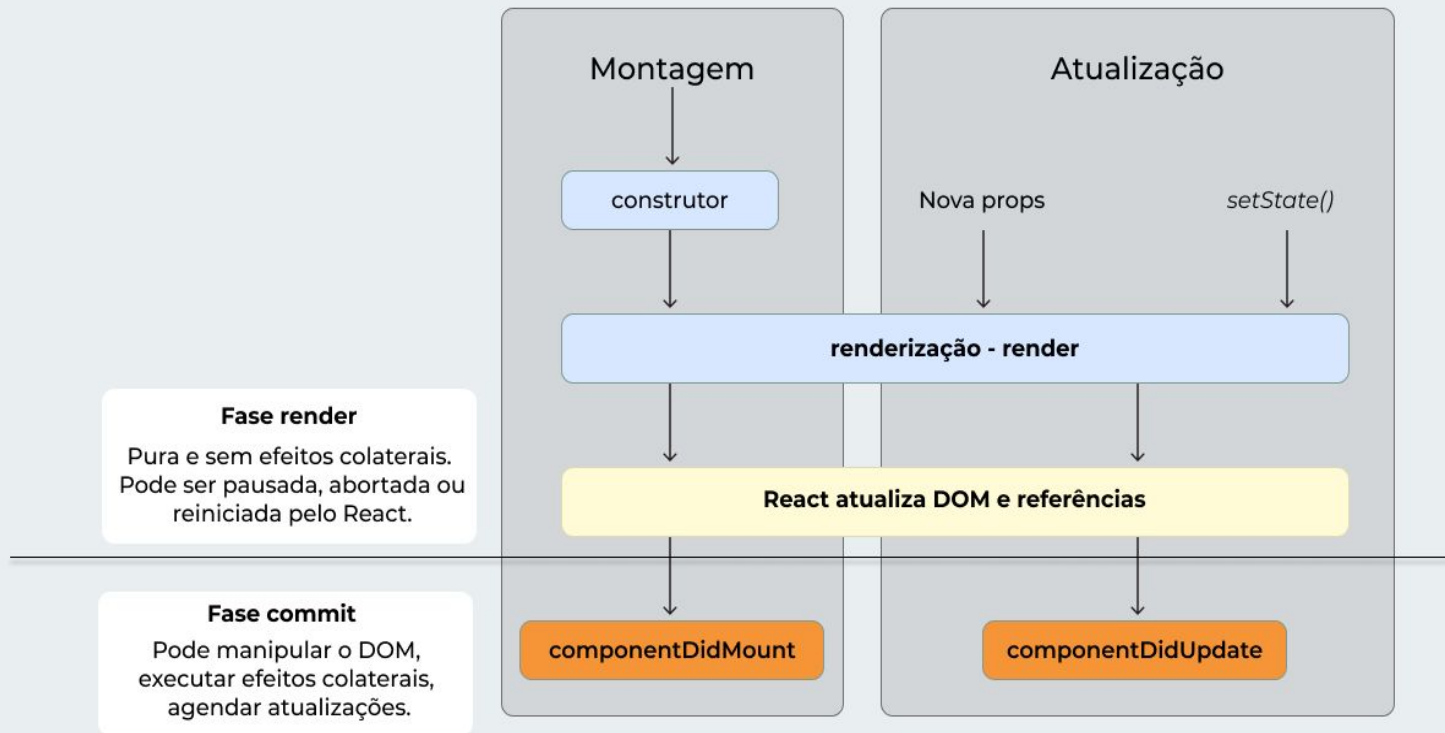 Montagem
Atualização
construtor
Nova props
setState()
renderização - render
Fase render
Pura e sem efeitos colaterais.
Pode ser pausada, abortada ou
reiniciada pelo React.
React atualiza DOM e referências
Fase commit
Pode manipular o DOM,
executar efeitos colaterais,
agendar atualizações.
componentDidMount
componentDidUpdate